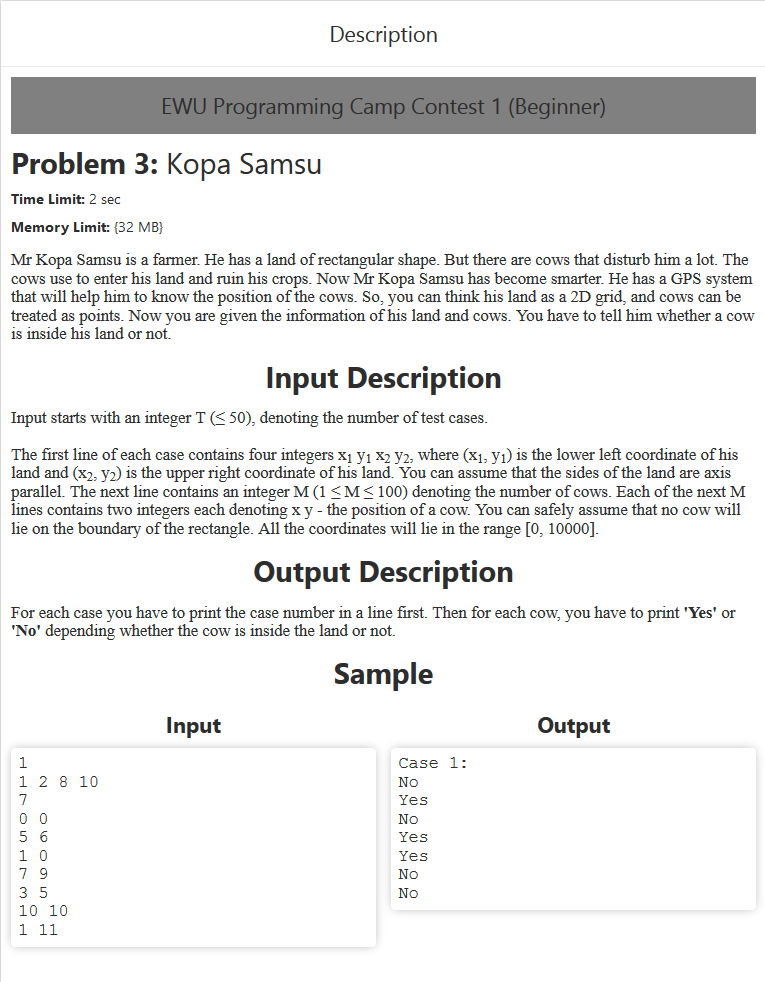 Description
EWU Programming Camp Contest 1 (Beginner)
Problem 3: Kopa Samsu
Time Limit: 2 sec
Memory Limit: {32 MB}
Mr Kopa Samsu is a farmer. He has a land of rectangular shape. But there are cows that disturb him a lot. The
cows use to enter his land and ruin his crops. Now Mr Kopa Samsu has become smarter. He has a GPS system
that will help him to know the position of the cows. So, you can think his land as a 2D grid, and cows can be
treated as points. Now you are given the information of his land and cows. You have to tell him whether a cow
is inside his land or not.
Input Description
Input starts with an integer T (≤ 50), denoting the number of test cases.
The first line of each case contains four integers x1 y1 x2 y2, where (x1, y1) is the lower left coordinate of his
land and (x2, y2) is the upper right coordinate of his land. You can assume that the sides of the land are axis
parallel. The next line contains an integer M (1 ≤ M ≤ 100) denoting the number of cows. Each of the next M
lines contains two integers each denoting x y - the position of a cow. You can safely assume that no cow will
lie on the boundary of the rectangle. All the coordinates will lie in the range [0, 10000].
Output Description
For each case you have to print the case number in a line first. Then for each cow, you have to print 'Yes' or
'No' depending whether the cow is inside the land or not.
Sample
Input
1
1 2 8 10
7
0 0
5 6
1 0
7 9
3 5
10 10
1 11
Output
Case 1:
No
Yes
No
Yes
Yes
No
No